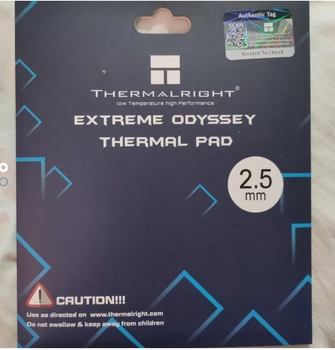 Authentic Tag
SCAN
Scratch To Check
THERMALRIGHT®
low Temperature high Performance
EXTREME ODYSSEY
THERMAL PAD
2.5
mm
CAUTION!!!
Use as directed on www.thermalright.com
Do not swallow & keep away from children